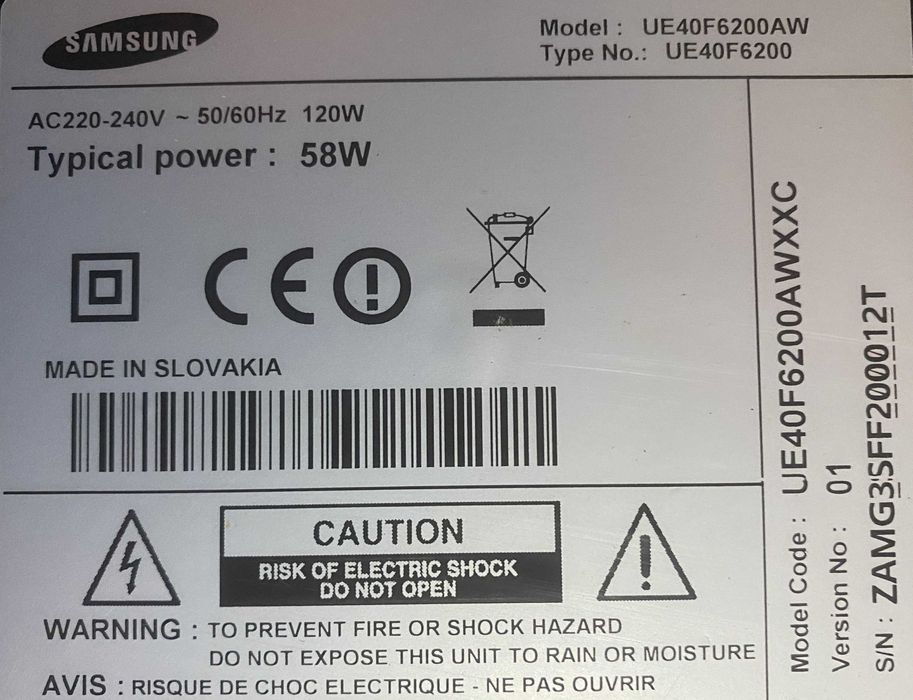 SAMSUNG
Model : UE40F6200AW
Type No.: UE40F6200
AC220-240V ~ 50/60Hz 120W
Typical power : 58W
CE
MADE IN SLOVAKIA
CAUTION
RISK OF ELECTRIC SHOCK
DO NOT OPEN
WARNING : TO PREVENT FIRE OR SHOCK HAZARD
DO NOT EXPOSE THIS UNIT TO RAIN OR MOISTURE
AVIS : RISQUE DE CHOC ELECTRIQUE - NE PAS OUVRIR
Model Code : UE40F6200AWXXC
Version No : 01
S/N : ZAMG3SFF200012T